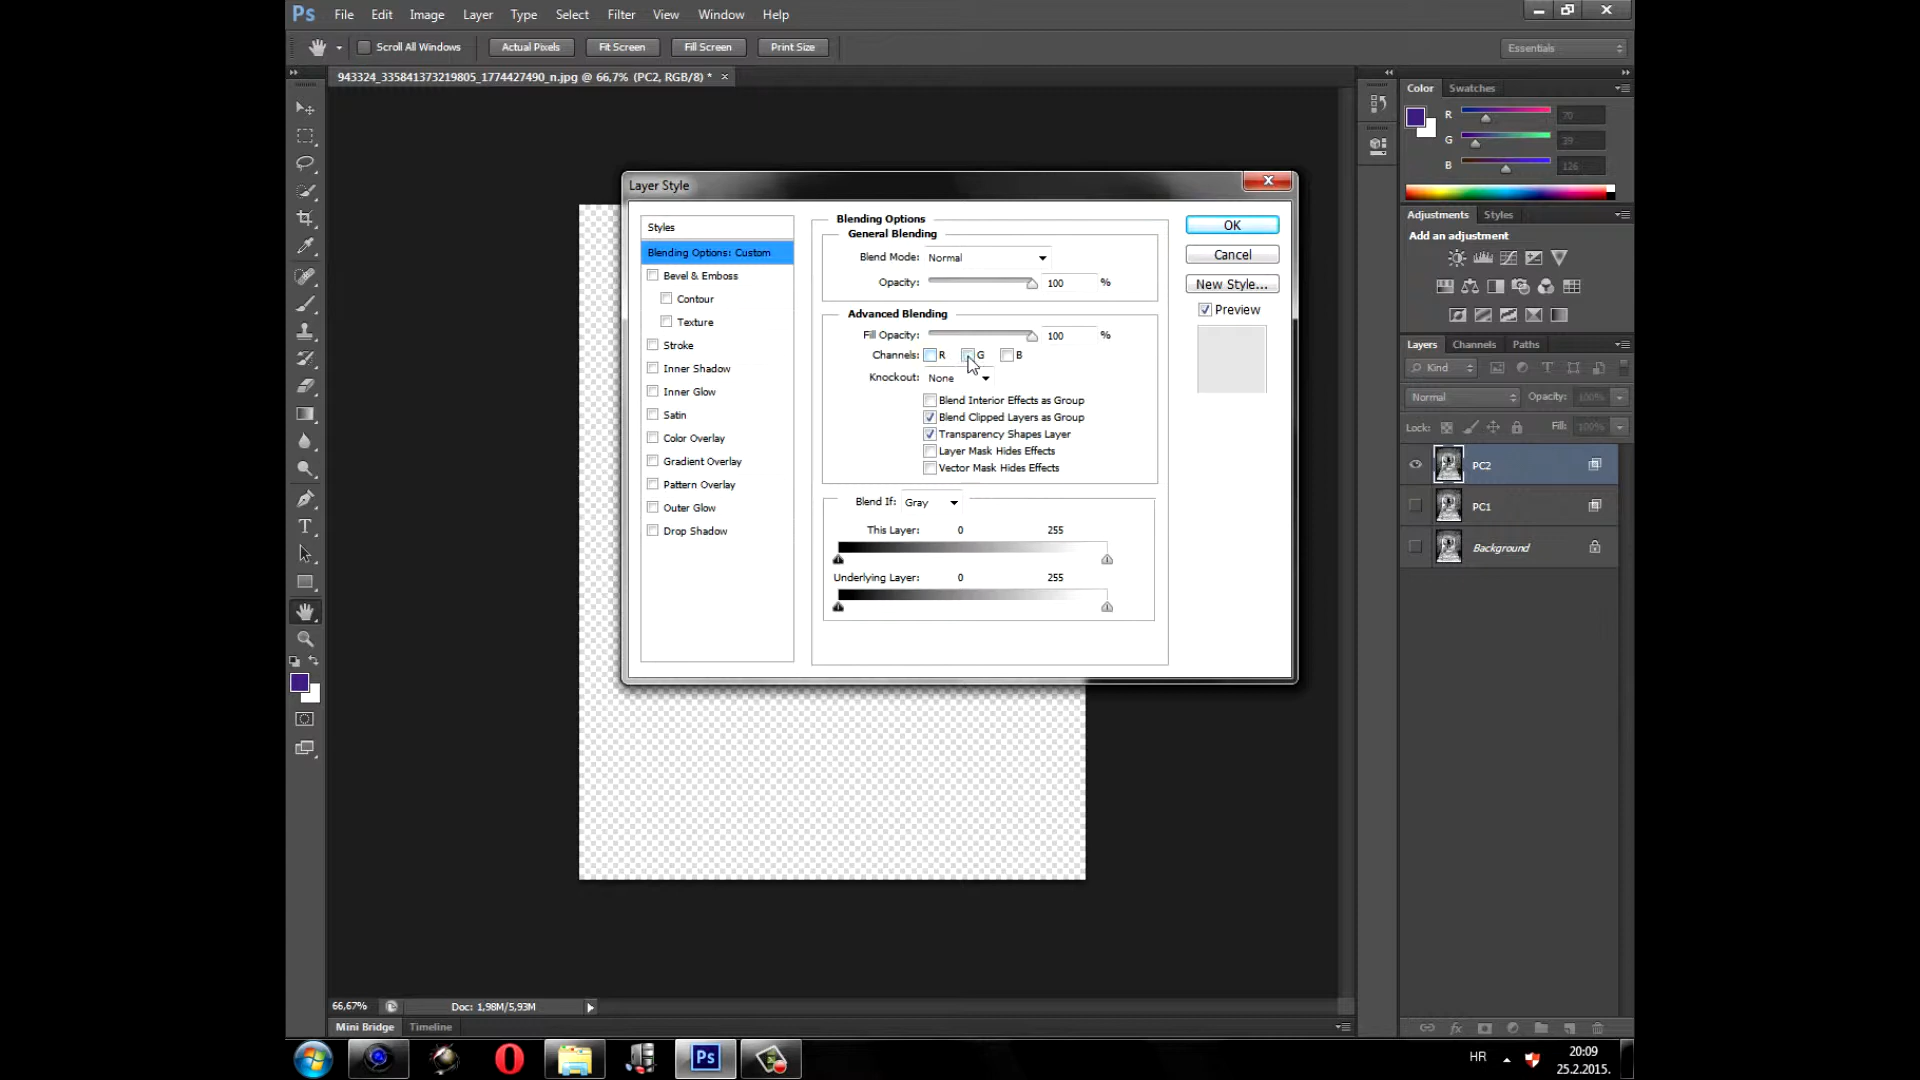 Ps File Edit Image Layer Type Select Filter View Window Help
Scroll All Windows Actual Pixels Fit Screen Fill Screen Print Size Essentials
943324_335841373219805_1774427490_n.jpg @ 66,7% (PC2, RGB/8) * ×
Color Swatches
R 70
G 39
B 126
Adjustments Styles
Add an adjustment
Layers Channels Paths
Kind
Normal Opacity: 100%
Lock: Fill: 100%
PC2
PC1
Background
Layer Style
Styles
Blending Options: Custom
Bevel & Emboss
Contour
Texture
Stroke
Inner Shadow
Inner Glow
Satin
Color Overlay
Gradient Overlay
Pattern Overlay
Outer Glow
Drop Shadow
Blending Options
General Blending
Blend Mode: Normal
Opacity: 100 %
Advanced Blending
Fill Opacity: 100 %
Channels: R G B
Knockout: None
Blend Interior Effects as Group
Blend Clipped Layers as Group
Transparency Shapes Layer
Layer Mask Hides Effects
Vector Mask Hides Effects
Blend If: Gray
This Layer: 0 255
Underlying Layer: 0 255
OK
Cancel
New Style...
Preview
66,67% Doc: 1,98M/5,93M
Mini Bridge Timeline
Ps
HR 20:09
25.2.2015.